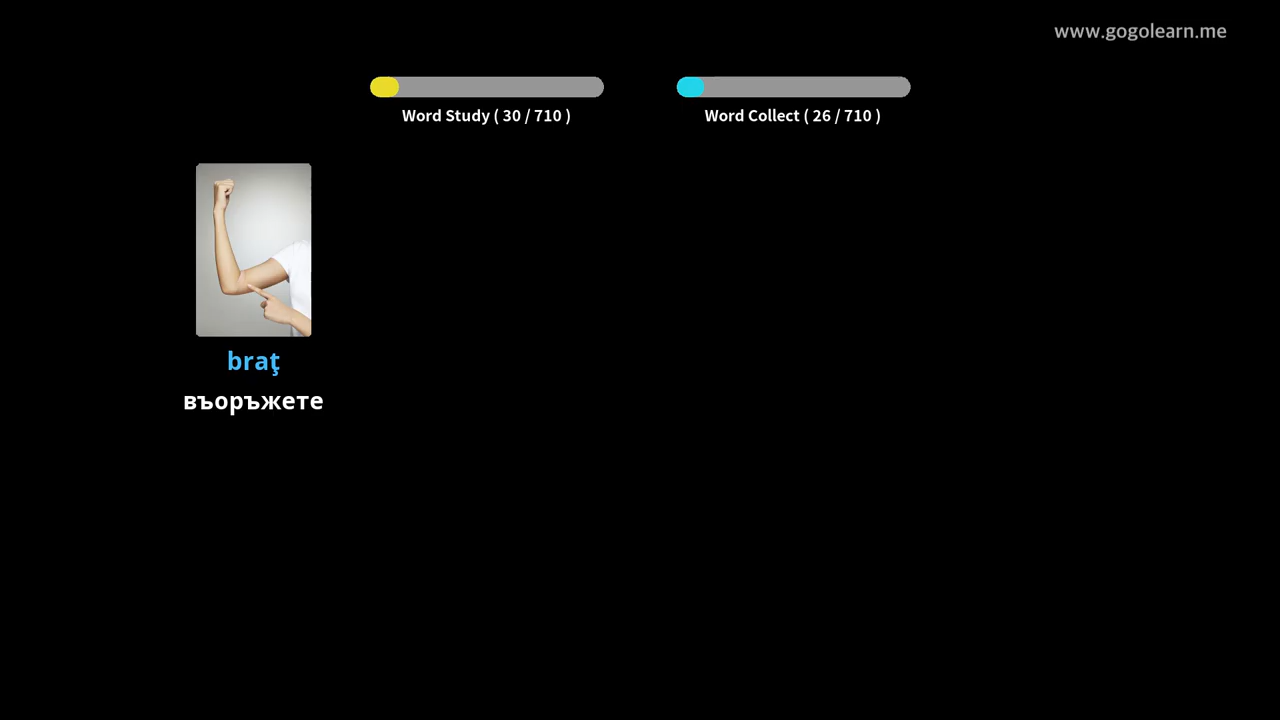 www.gogolearn.me
Word Study ( 30 / 710 )
Word Collect ( 26 / 710 )
braţ
въоръжете